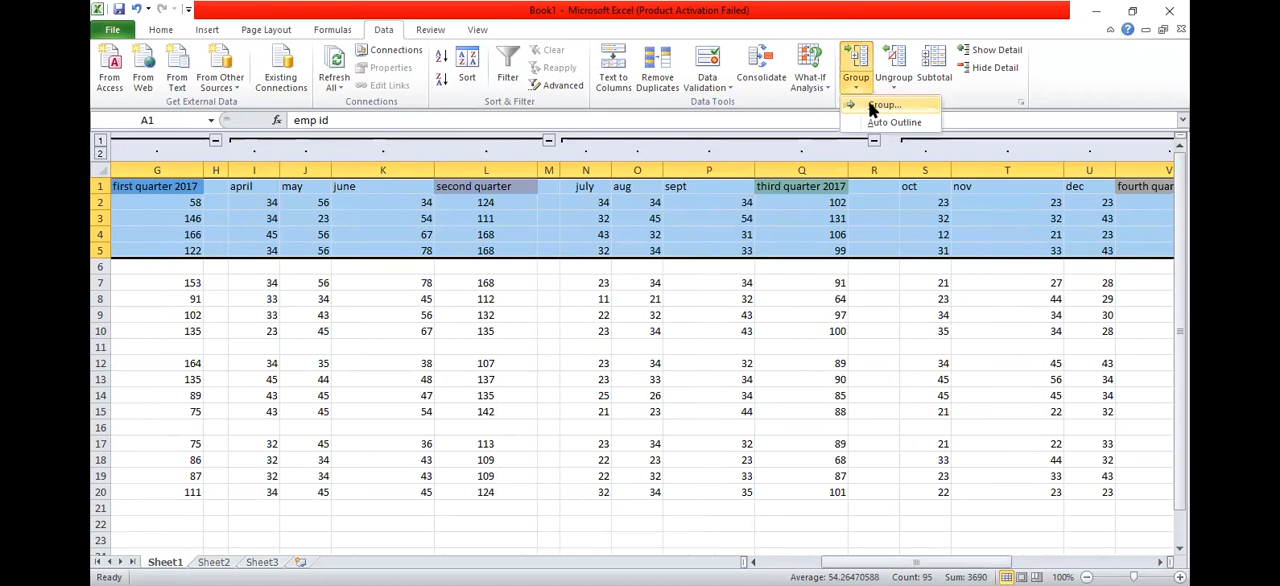 Book1 - Microsoft Excel (Product Activation Failed)
File Home Insert Page Layout Formulas Data Review View
From Access From Web From Text From Other Sources Existing Connections Refresh All Connections Properties Edit Links Sort Filter Clear Reapply Advanced Text to Columns Remove Duplicates Data Validation Consolidate What-If Analysis Group Ungroup Subtotal Show Detail Hide Detail
Get External Data Connections Sort & Filter Data Tools
Group...
Auto Outline
A1 fx emp id
1
2
G H I J K L M N O P Q R S T U V
1 first quarter 2017 april may june second quarter july aug sept third quarter 2017 oct nov dec fourth quar
2 58 34 56 34 124 34 34 34 102 23 23 23
3 146 34 23 54 111 32 45 54 131 32 32 43
4 166 45 56 67 168 43 32 31 106 12 21 23
5 122 34 56 78 168 32 34 33 99 31 33 43
6
7 153 34 56 78 168 23 34 34 91 21 27 28
8 91 33 34 45 112 11 21 32 64 23 44 29
9 102 33 43 56 132 22 32 43 97 34 34 30
10 135 23 45 67 135 23 34 43 100 35 34 28
11
12 164 34 35 38 107 23 34 32 89 34 45 43
13 135 45 44 48 137 23 33 34 90 45 56 34
14 89 43 45 47 135 25 26 34 85 45 45 34
15 75 43 45 54 142 21 23 44 88 21 22 32
16
17 75 32 45 36 113 23 34 32 89 21 22 33
18 86 32 34 43 109 22 23 23 68 33 44 32
19 87 32 34 43 109 22 32 33 87 23 33 43
20 111 34 45 45 124 32 34 35 101 22 23 23
21
22
23
Sheet1 Sheet2 Sheet3
Ready Average: 54.26470588 Count: 95 Sum: 3690 100%